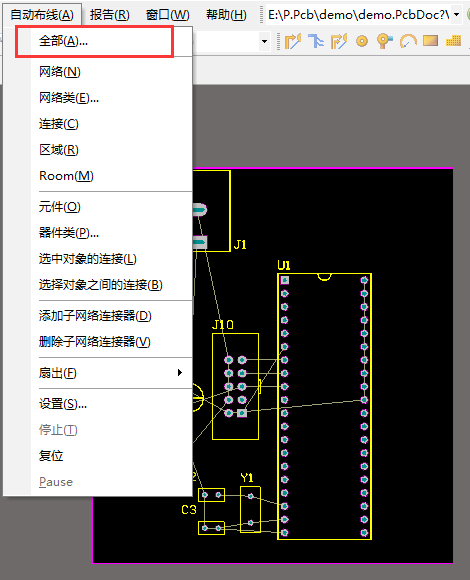 自动布线(A) 报告(R) 窗口(W) 帮助(H) E:\P.Pcb\demo\demo.PcbDoc?\
全部(A)...
网络(N)
网络类(E)...
连接(C)
区域(R)
Room(M)
元件(O)
器件类(P)...
选中对象的连接(L)
选择对象之间的连接(B)
添加子网络连接器(D)
删除子网络连接器(V)
扇出(F)
设置(S)...
停止(T)
复位
Pause
J1
U1
J10
2
Y1
C3